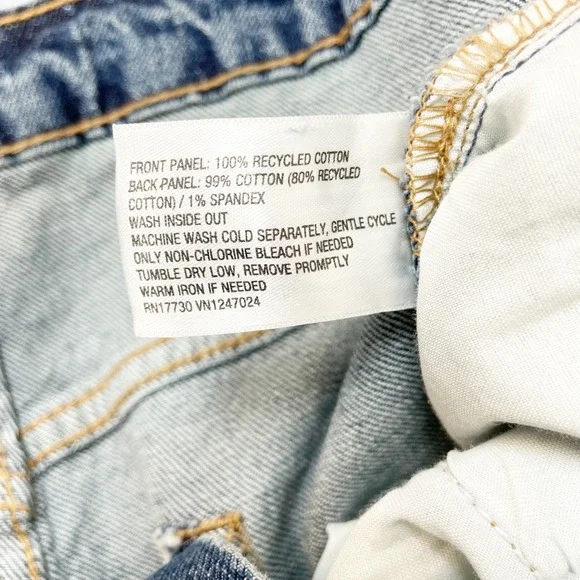 FRONT PANEL: 100% RECYCLED COTTON
BACK PANEL: 99% COTTON (80% RECYCLED
COTTON) / 1% SPANDEX
WASH INSIDE OUT
MACHINE WASH COLD SEPARATELY, GENTLE CYCLE
ONLY NON-CHLORINE BLEACH IF NEEDED
TUMBLE DRY LOW, REMOVE PROMPTLY
WARM IRON IF NEEDED
RN17730 VN1247024